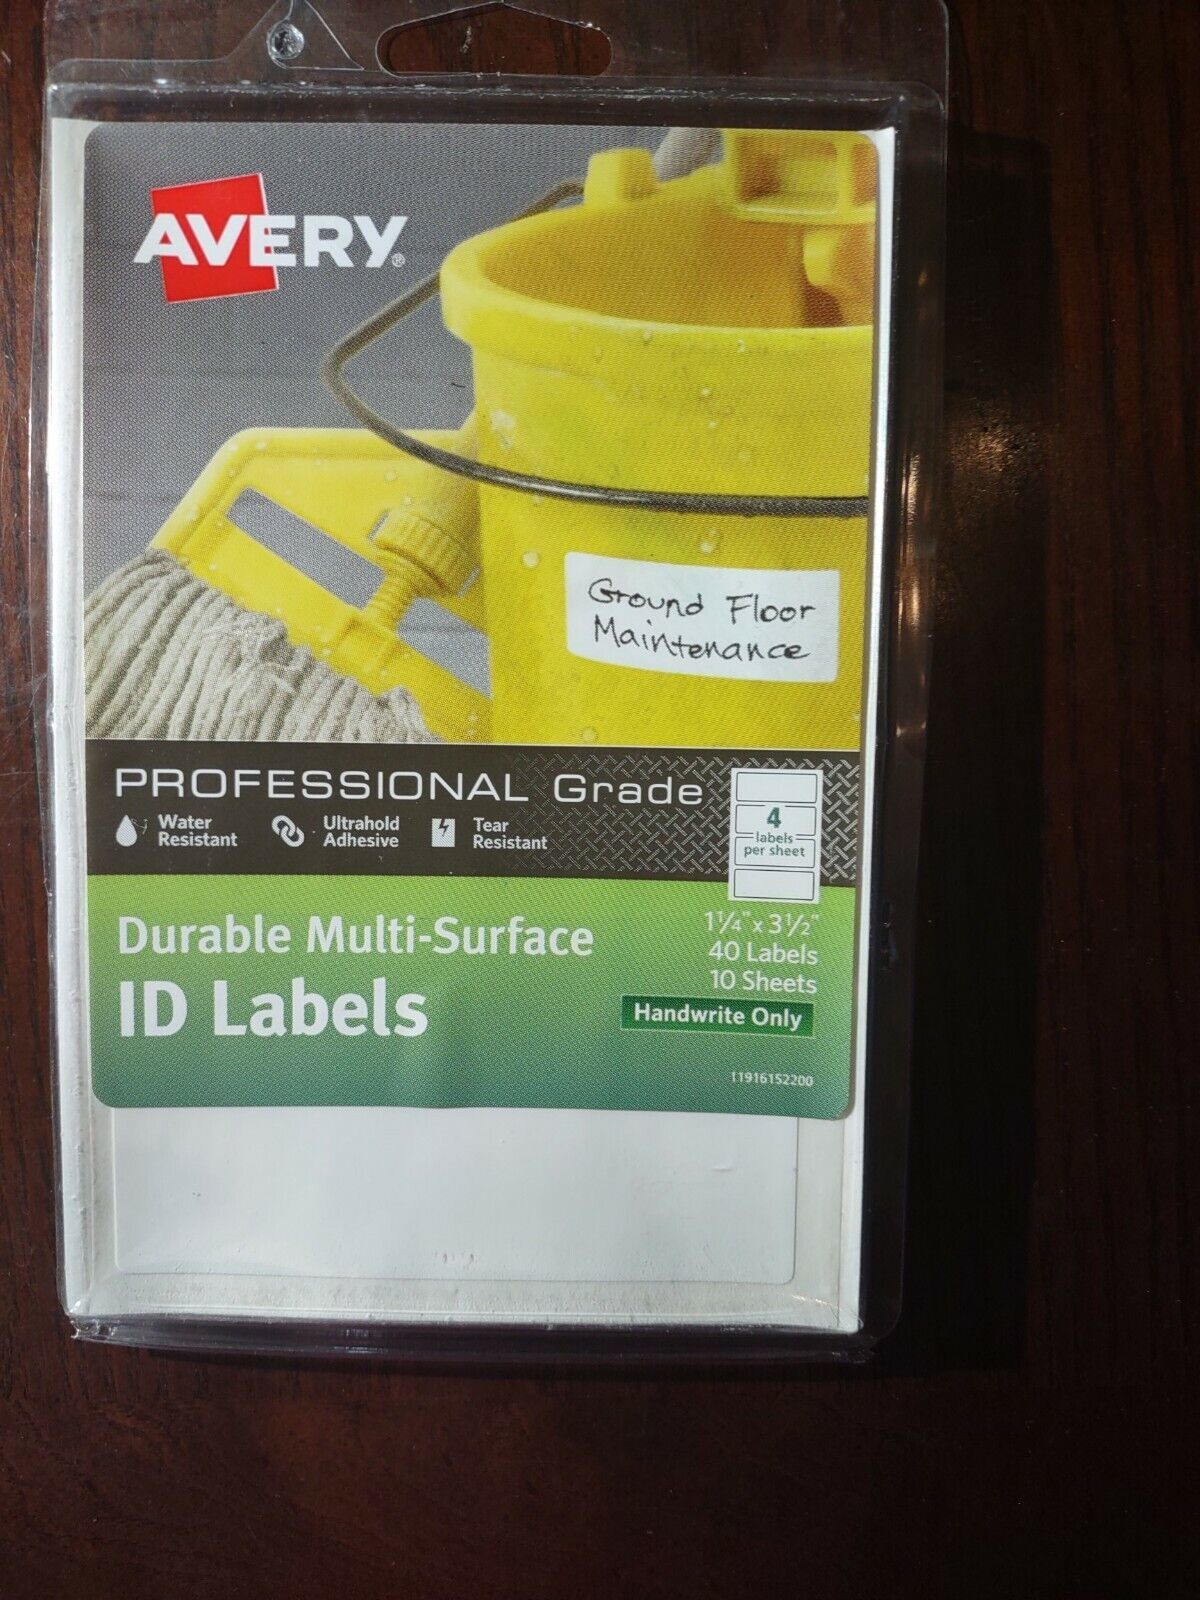 AVERY®
Ground Floor
Maintenance
PROFESSIONAL Grade
Water
Resistant
Ultrahold
Adhesive
Tear
Resistant
4
labels
per sheet
Durable Multi-Surface
ID Labels
1¼" x 3½"
40 Labels
10 Sheets
Handwrite Only
11916152200